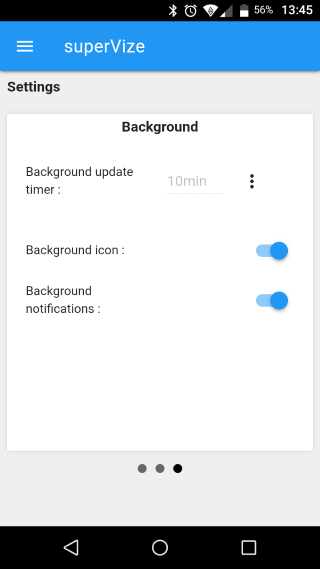 56% 13:45
superVize
Settings
Background
Background update
timer :
10min
Background icon :
Background
notifications :